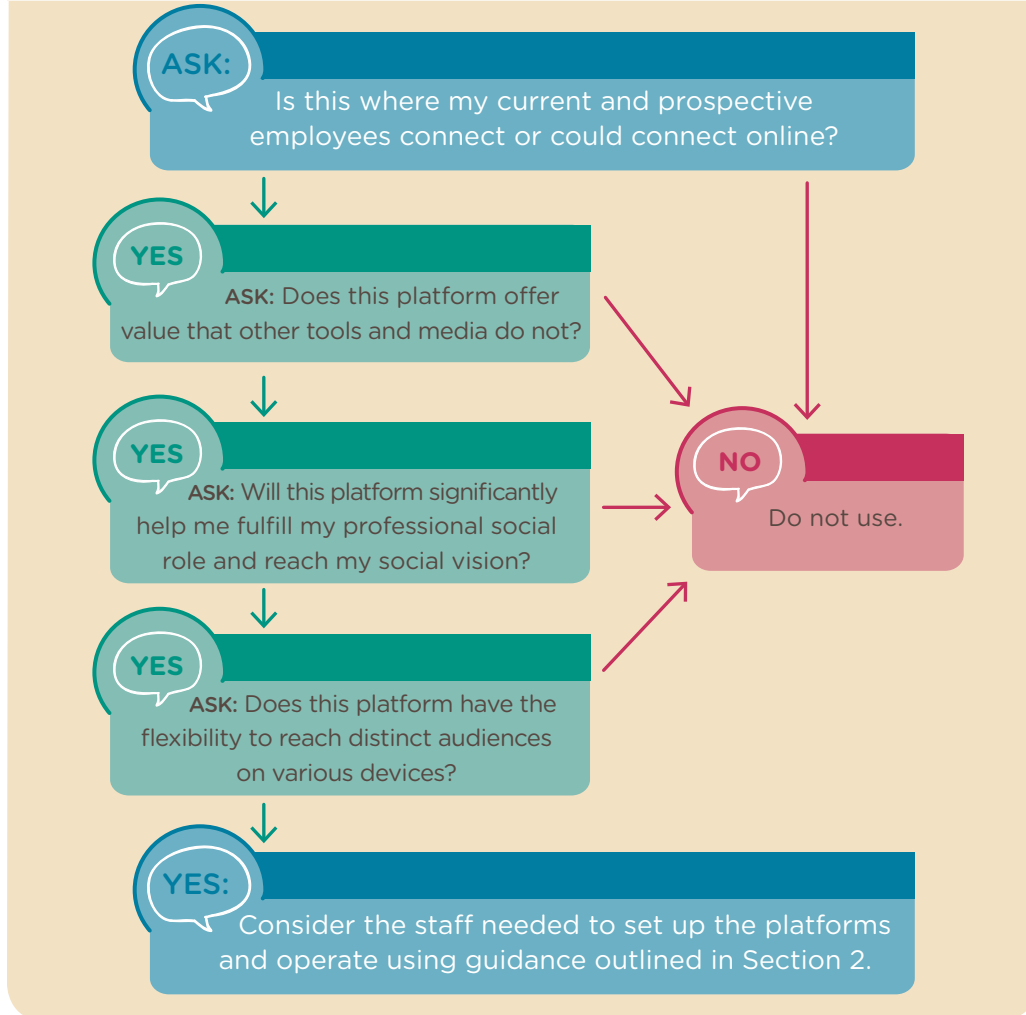 ASK:
Is this where my current and prospective
employees connect or could connect online?
YES
ASK: Does this platform offer
value that other tools and media do not?
YES
ASK: Will this platform significantly
help me fulfill my professional social
role and reach my social vision?
NO
Do not use.
YES
ASK: Does this platform have the
flexibility to reach distinct audiences
on various devices?
YES:
Consider the staff needed to set up the platforms
and operate using guidance outlined in Section 2.